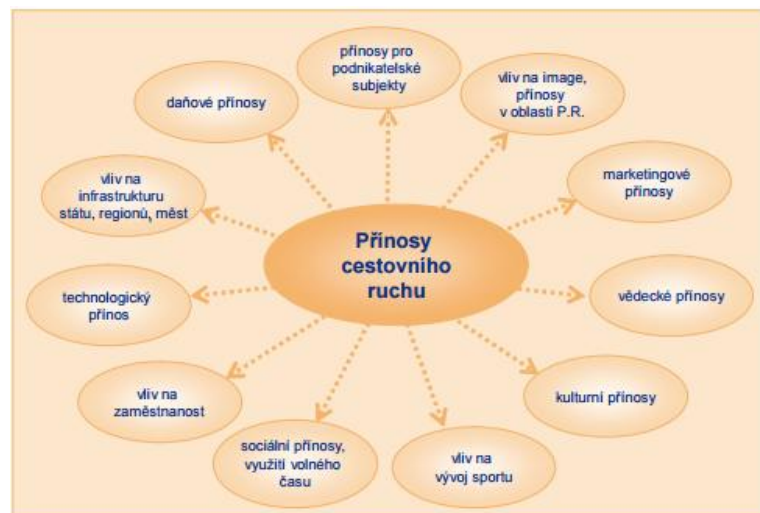 přínosy pro
podnikatelské
subjekty
vliv na image,
přínosy
v oblasti P.R.
daňové přínosy
marketingové
přínosy
vliv na
infrastrukturu
státu, regionů, měst
Přínosy
cestovního
ruchu
technologický
přínos
vědecké přínosy
vliv na
zaměstnanost
kulturní přínosy
sociální přínosy,
využití volného
času
vliv na
vývoj sportu